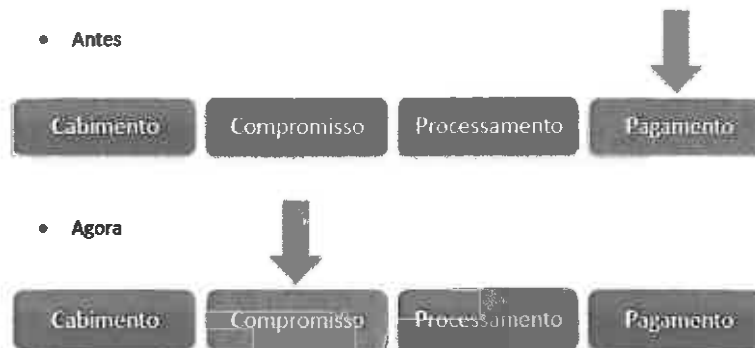 • Antes
Cabimento Compromisso Processamento Pagamento
• Agora
Cabimento Compromisso Processamento Pagamento